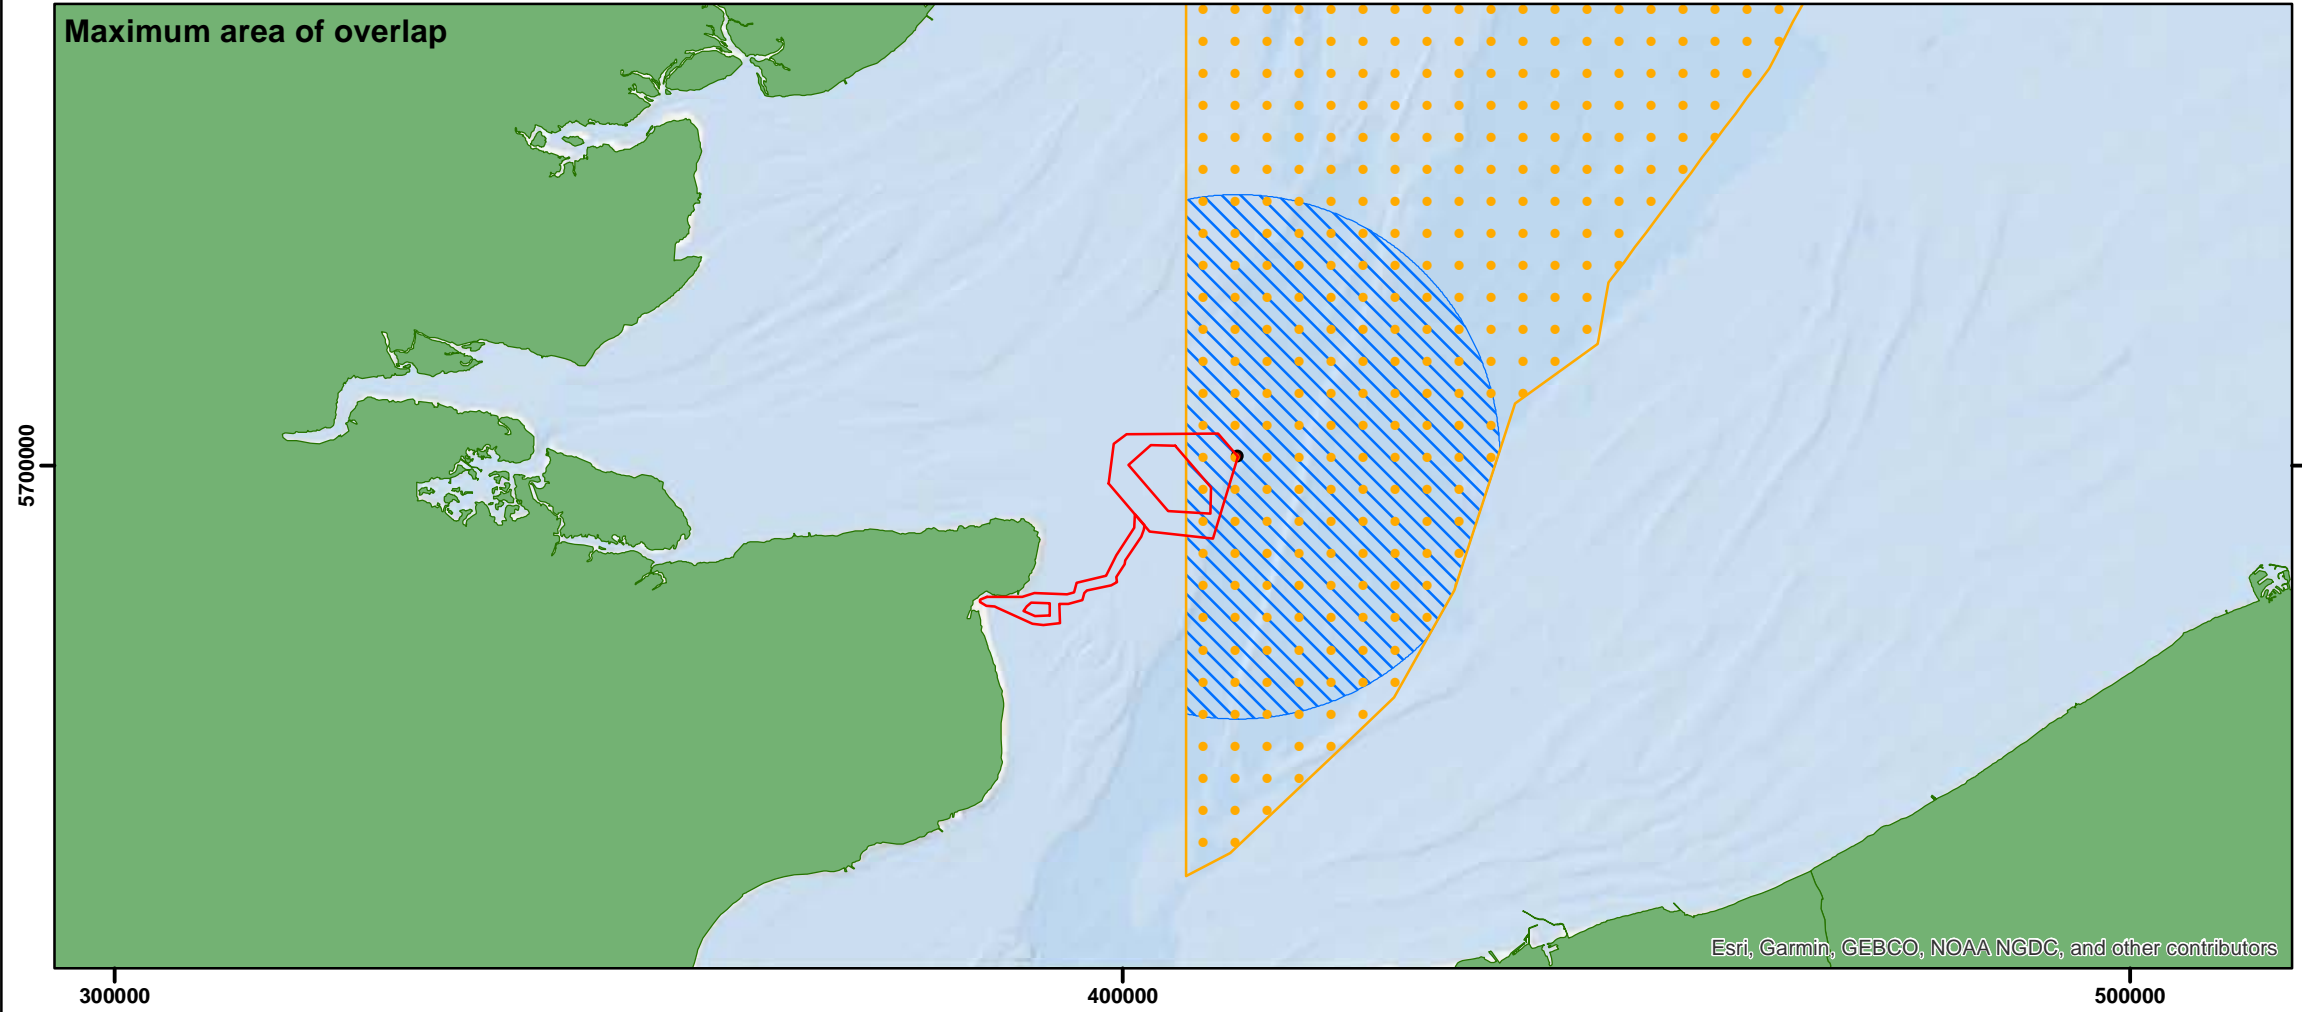 Maximum area of overlap
5700000
Esri, Garmin, GEBCO, NOAA NGDC, and other contributors
300000
400000
500000